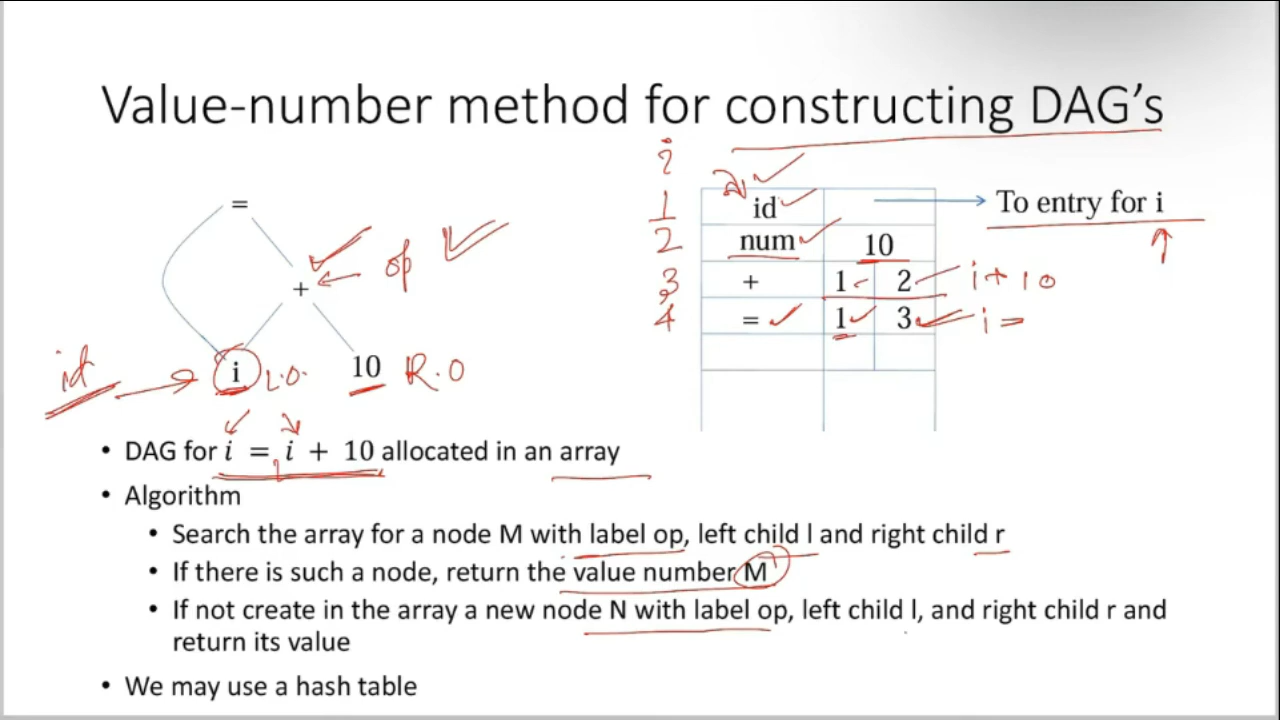 Value-number method for constructing DAG's
i
=
id
To entry for i
1
2
num
10
+
op
3
+
1
2
i + 10
4
=
1
3
i =
id
i
L.O.
10
R.O
• DAG for i = i + 10 allocated in an array
• Algorithm
• Search the array for a node M with label op, left child l and right child r
• If there is such a node, return the value number M
• If not create in the array a new node N with label op, left child l, and right child r and
return its value
• We may use a hash table